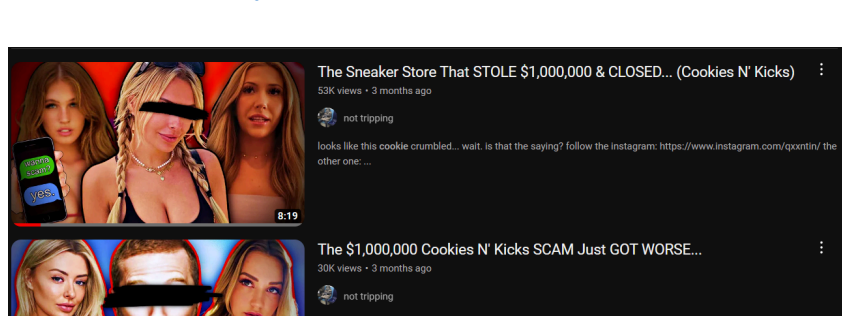 The Sneaker Store That STOLE $1,000,000 & CLOSED... (Cookies N' Kicks)
53K views • 3 months ago
not tripping
looks like this cookie crumbled... wait. is that the saying? follow the instagram: https://www.instagram.com/qxxntin/ the
other one: ...
wanna
scam?
yes.
8:19
The $1,000,000 Cookies N' Kicks SCAM Just GOT WORSE...
30K views • 3 months ago
not tripping